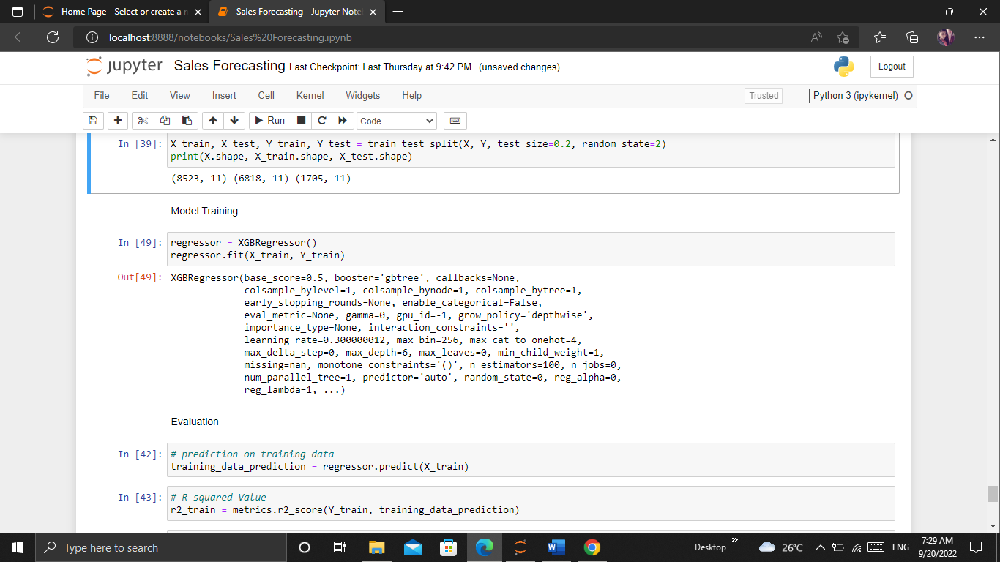 Home Page - Select or create a n
Sales Forecasting - Jupyter Note
localhost:8888/notebooks/Sales%20Forecasting.ipynb
jupyter Sales Forecasting Last Checkpoint: Last Thursday at 9:42 PM (unsaved changes)
Logout
File Edit View Insert Cell Kernel Widgets Help
Trusted
Python 3 (ipykernel)
Run
Code
In [39]: X_train, X_test, Y_train, Y_test = train_test_split(X, Y, test_size=0.2, random_state=2)
print(X.shape, X_train.shape, X_test.shape)
(8523, 11) (6818, 11) (1705, 11)
Model Training
In [49]: regressor = XGBRegressor()
regressor.fit(X_train, Y_train)
Out[49]: XGBRegressor(base_score=0.5, booster='gbtree', callbacks=None,
colsample_bylevel=1, colsample_bynode=1, colsample_bytree=1,
early_stopping_rounds=None, enable_categorical=False,
eval_metric=None, gamma=0, gpu_id=-1, grow_policy='depthwise',
importance_type=None, interaction_constraints='',
learning_rate=0.300000012, max_bin=256, max_cat_to_onehot=4,
max_delta_step=0, max_depth=6, max_leaves=0, min_child_weight=1,
missing=nan, monotone_constraints='()', n_estimators=100, n_jobs=0,
num_parallel_tree=1, predictor='auto', random_state=0, reg_alpha=0,
reg_lambda=1, ...)
Evaluation
In [42]: # prediction on training data
training_data_prediction = regressor.predict(X_train)
In [43]: # R squared Value
r2_train = metrics.r2_score(Y_train, training_data_prediction)
Type here to search
Desktop
26°C
ENG
7:29 AM
9/20/2022